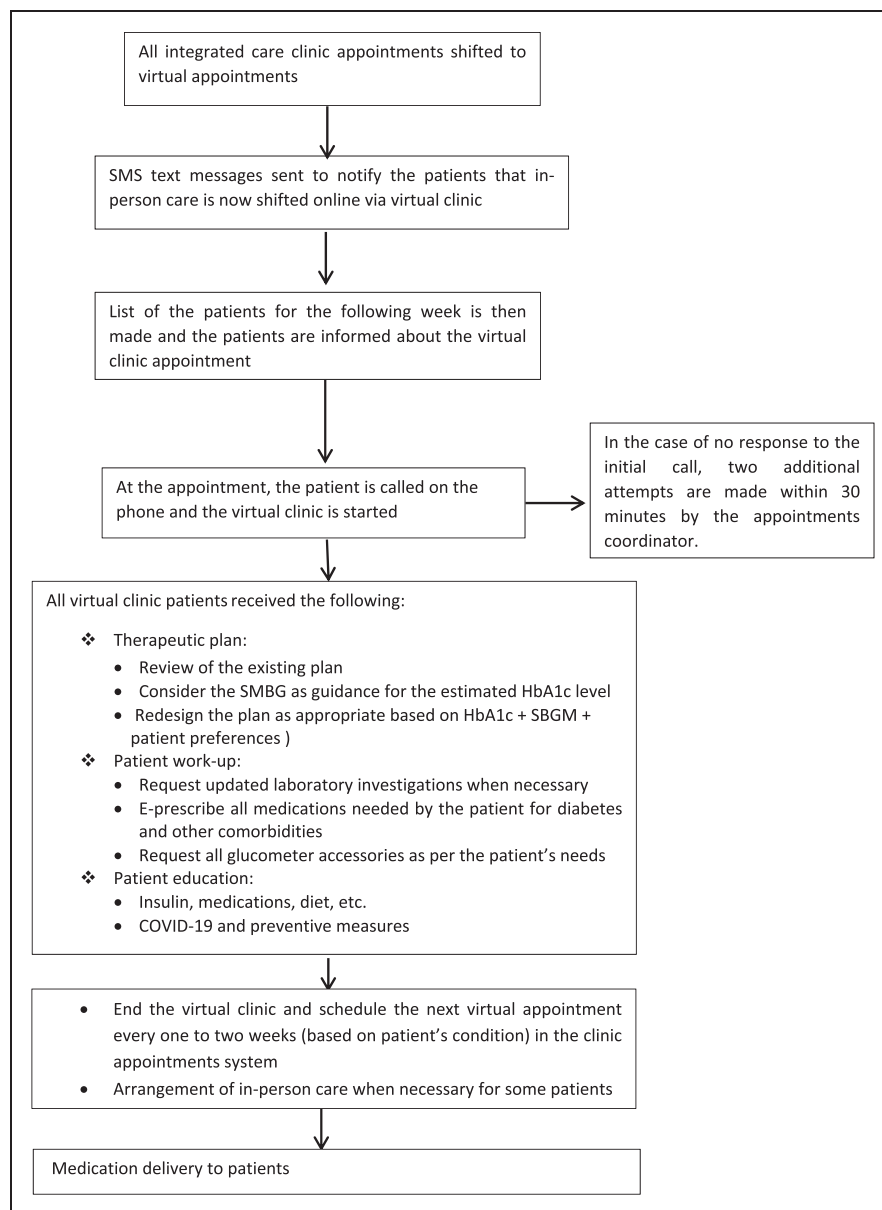 All integrated care clinic appointments shifted to
virtual appointments
SMS text messages sent to notify the patients that in-
person care is now shifted online via virtual clinic
List of the patients for the following week is then
made and the patients are informed about the virtual
clinic appointment
At the appointment, the patient is called on the
phone and the virtual clinic is started
In the case of no response to the
initial call, two additional
attempts are made within 30
minutes by the appointments
coordinator.
All virtual clinic patients received the following:
❖ Therapeutic plan:
• Review of the existing plan
• Consider the SMBG as guidance for the estimated HbA1c level
• Redesign the plan as appropriate based on HbA1c + SBGM +
patient preferences )
❖ Patient work-up:
• Request updated laboratory investigations when necessary
• E-prescribe all medications needed by the patient for diabetes
and other comorbidities
• Request all glucometer accessories as per the patient's needs
❖ Patient education:
• Insulin, medications, diet, etc.
• COVID-19 and preventive measures
• End the virtual clinic and schedule the next virtual appointment
every one to two weeks (based on patient's condition) in the clinic
appointments system
• Arrangement of in-person care when necessary for some patients
Medication delivery to patients